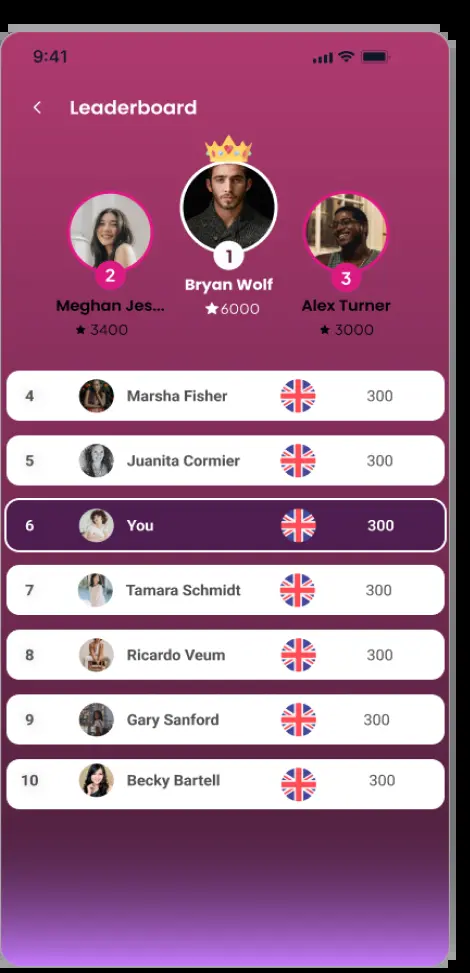 9:41
Leaderboard
1
2
3
Bryan Wolf
6000
Meghan Jes...
3400
Alex Turner
3000
4 Marsha Fisher 300
5 Juanita Cormier 300
6 You 300
7 Tamara Schmidt 300
8 Ricardo Veum 300
9 Gary Sanford 300
10 Becky Bartell 300